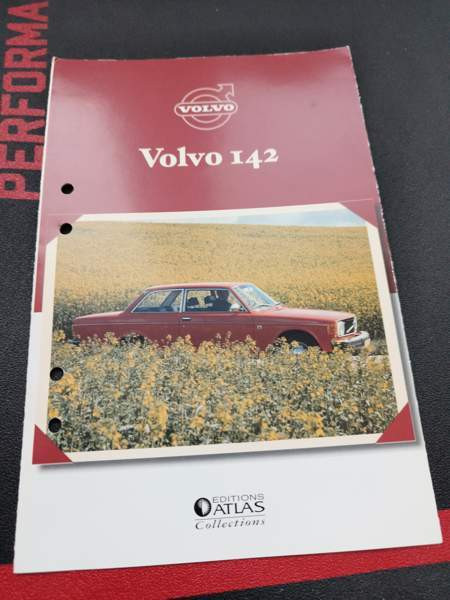 PERFORMA
VOLVO
Volvo 142
EDITIONS
ATLAS
Collections